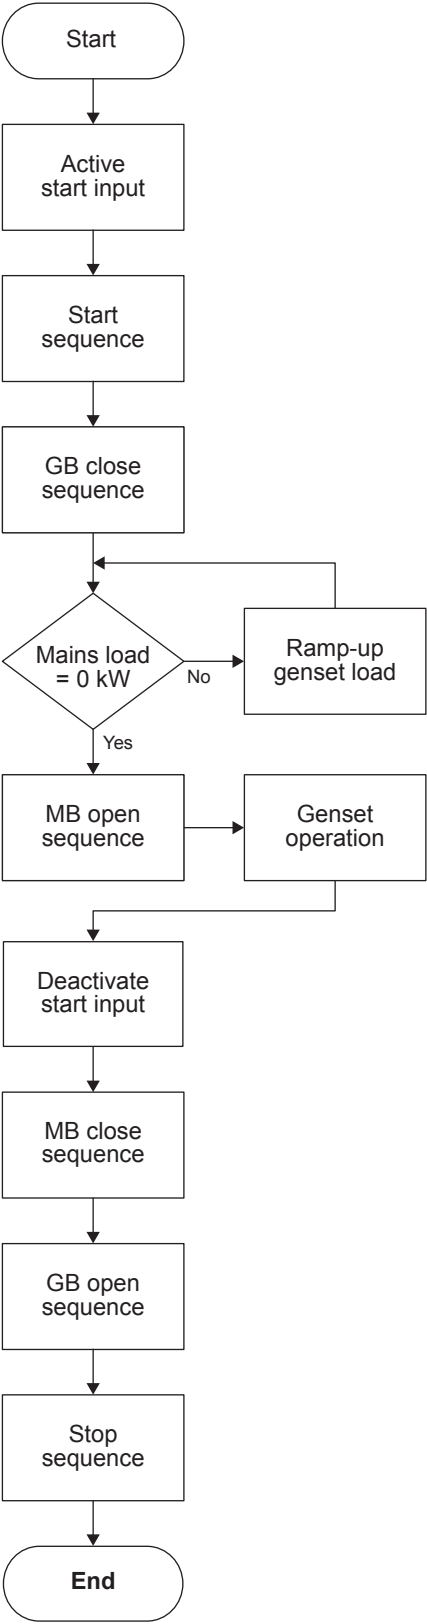 Start
Active
start input
Start
sequence
GB close
sequence
Mains load
= 0 kW
No
Ramp-up
genset load
Yes
MB open
sequence
Genset
operation
Deactivate
start input
MB close
sequence
GB open
sequence
Stop
sequence
End